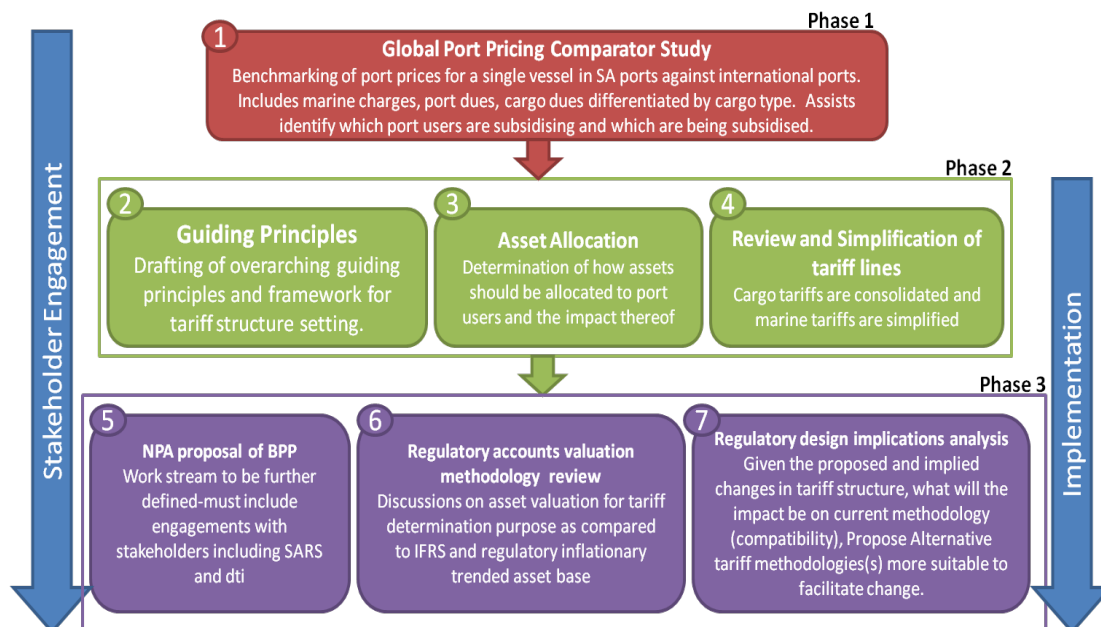 Phase 1
1
Global Port Pricing Comparator Study
Benchmarking of port prices for a single vessel in SA ports against international ports.
Includes marine charges, port dues, cargo dues differentiated by cargo type. Assists
identify which port users are subsidising and which are being subsidised.
Stakeholder Engagement
Phase 2
2
Guiding Principles
Drafting of overarching guiding
principles and framework for
tariff structure setting.
3
Asset Allocation
Determination of how assets
should be allocated to port
users and the impact thereof
4
Review and Simplification of
tariff lines
Cargo tariffs are consolidated and
marine tariffs are simplified
Implementation
Phase 3
5
NPA proposal of BPP
Work stream to be further
defined-must include
engagements with
stakeholders including SARS
and dti
6
Regulatory accounts valuation
methodology review
Discussions on asset valuation for tariff
determination purpose as compared
to IFRS and regulatory inflationary
trended asset base
7
Regulatory design implications analysis
Given the proposed and implied
changes in tariff structure, what will the
impact be on current methodology
(compatibility), Propose Alternative
tariff methodologies(s) more suitable to
facilitate change.